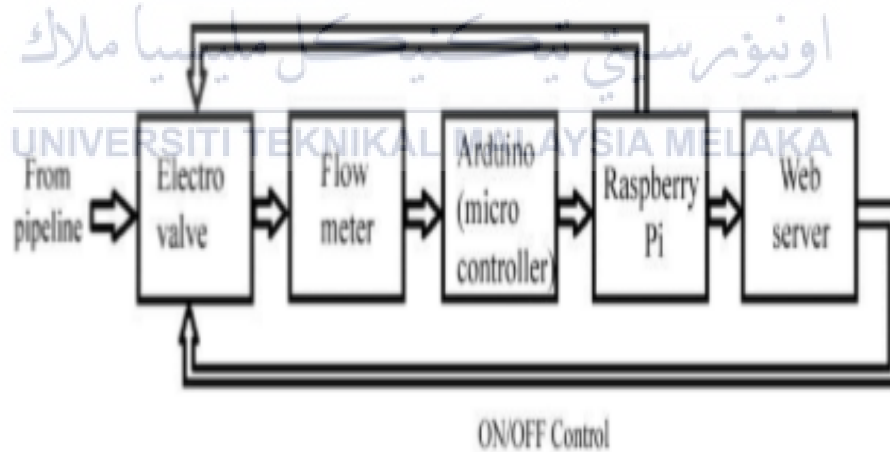 اونيۏرسيتي تيكنيكل مليسيا ملاك
UNIVERSITI TEKNIKAL MALAYSIA MELAKA
From
pipeline
Electro
valve
Flow
meter
Arduino
(micro
controller)
Raspberry
Pi
Web
server
ON/OFF Control